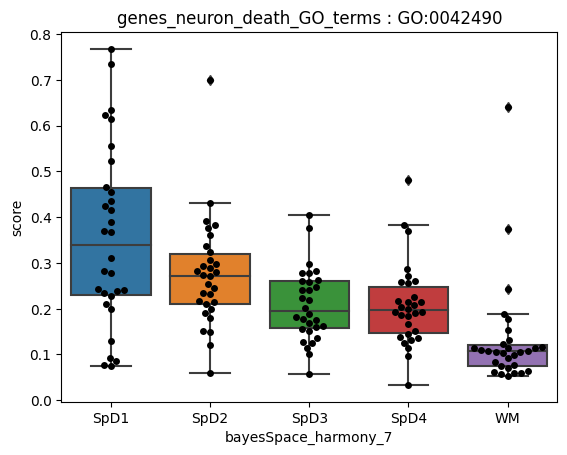 genes_neuron_death_GO_terms : GO:0042490
0.8
0.7
0.6
0.5
0.4
0.3
0.2
0.1
0.0
score
SpD1 SpD2 SpD3 SpD4 WM
bayesSpace_harmony_7